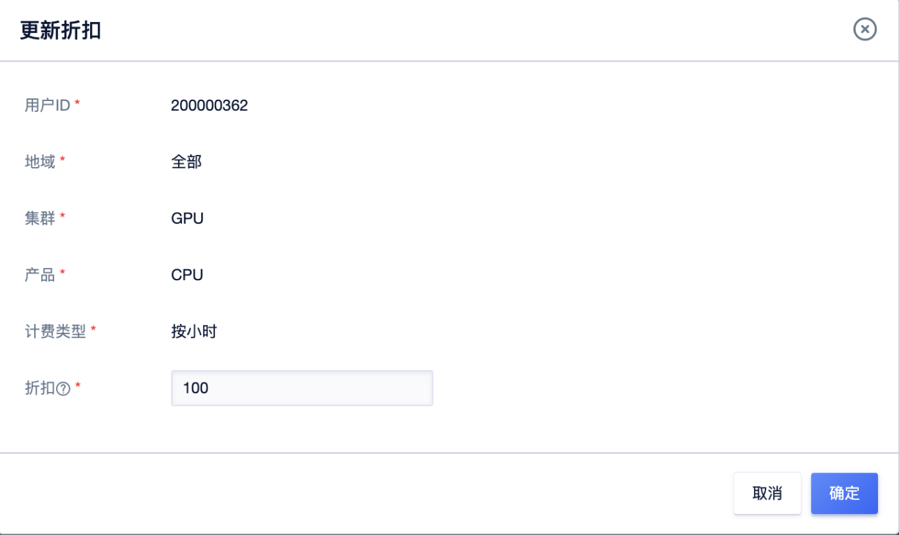 更新折扣
用户ID * 200000362
地域 * 全部
集群 * GPU
产品 * CPU
计费类型 * 按小时
折扣? * 100
取消 确定